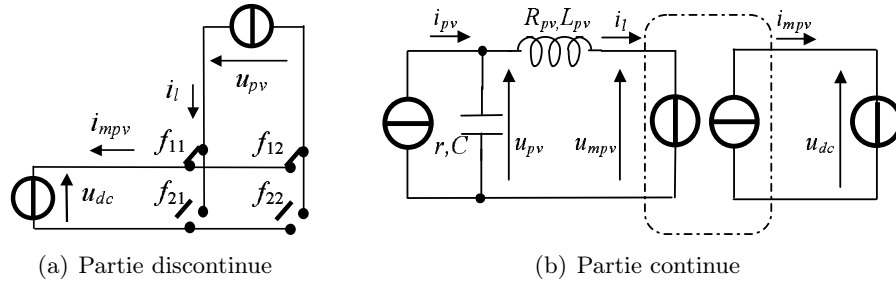 i_pv R_pv,L_pv i_l i_mpv
u_pv
i_l
i_mpv f_11 f_12
r,C u_pv u_mpv u_dc
u_dc f_21 f_22
(a) Partie discontinue
(b) Partie continue